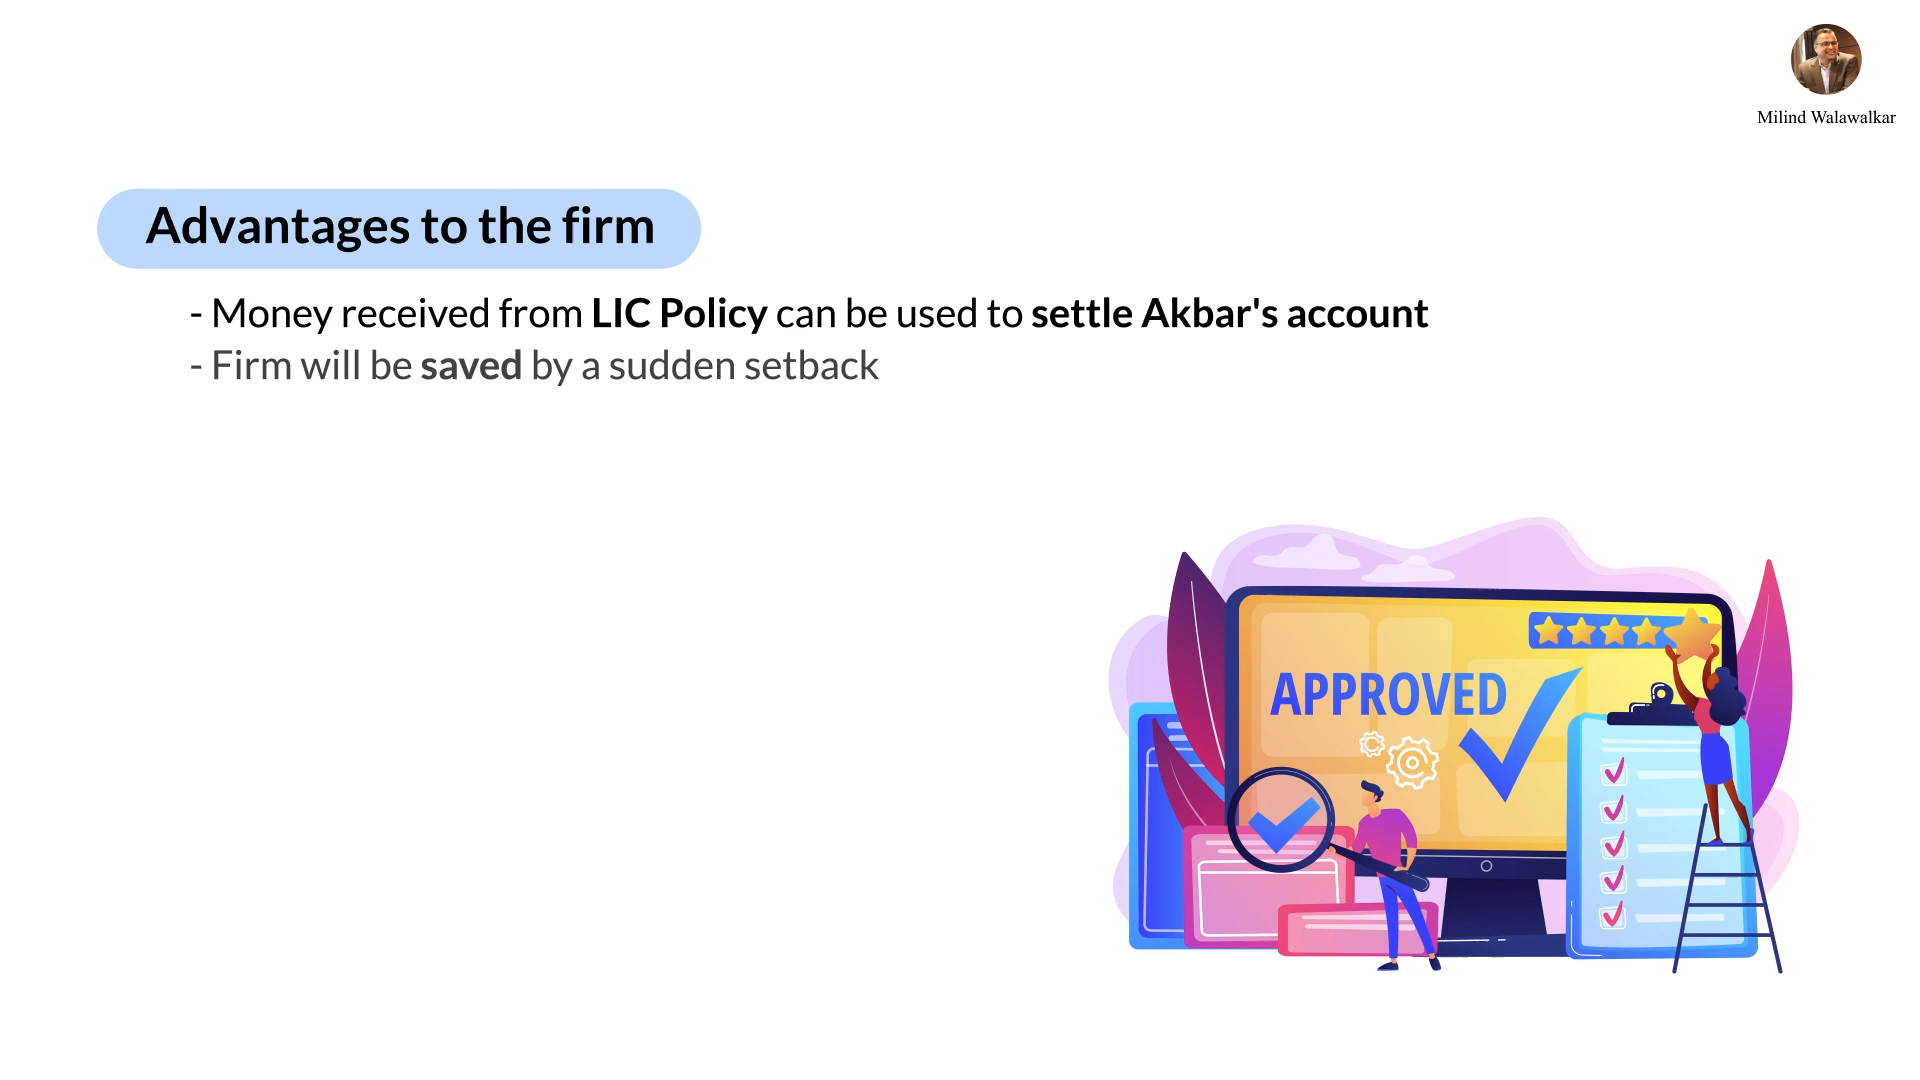 Milind Walawalkar
Advantages to the firm
- Money received from LIC Policy can be used to settle Akbar's account
- Firm will be saved by a sudden setback
APPROVED